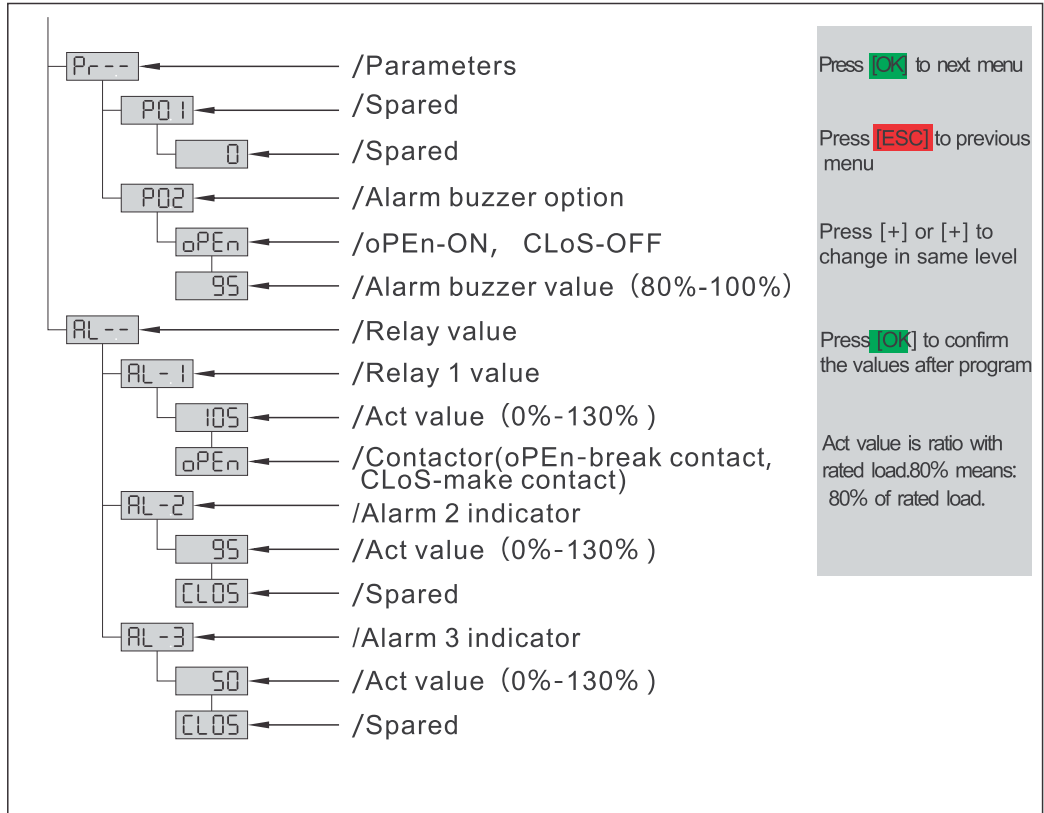 Pr-- /Parameters
P01 /Spared
0 /Spared
P02 /Alarm buzzer option
oPEn /oPEn-ON, CLoS-OFF
95 /Alarm buzzer value (80%-100%)
AL-- /Relay value
AL-1 /Relay 1 value
105 /Act value (0%-130% )
oPEn /Contactor(oPEn-break contact,
CLoS-make contact)
AL-2 /Alarm 2 indicator
95 /Act value (0%-130% )
CLOS /Spared
AL-3 /Alarm 3 indicator
50 /Act value (0%-130% )
CLOS /Spared
Press [OK] to next menu
Press [ESC] to previous
menu
Press [+] or [+] to
change in same level
Press [OK] to confirm
the values after program
Act value is ratio with
rated load.80% means:
80% of rated load.